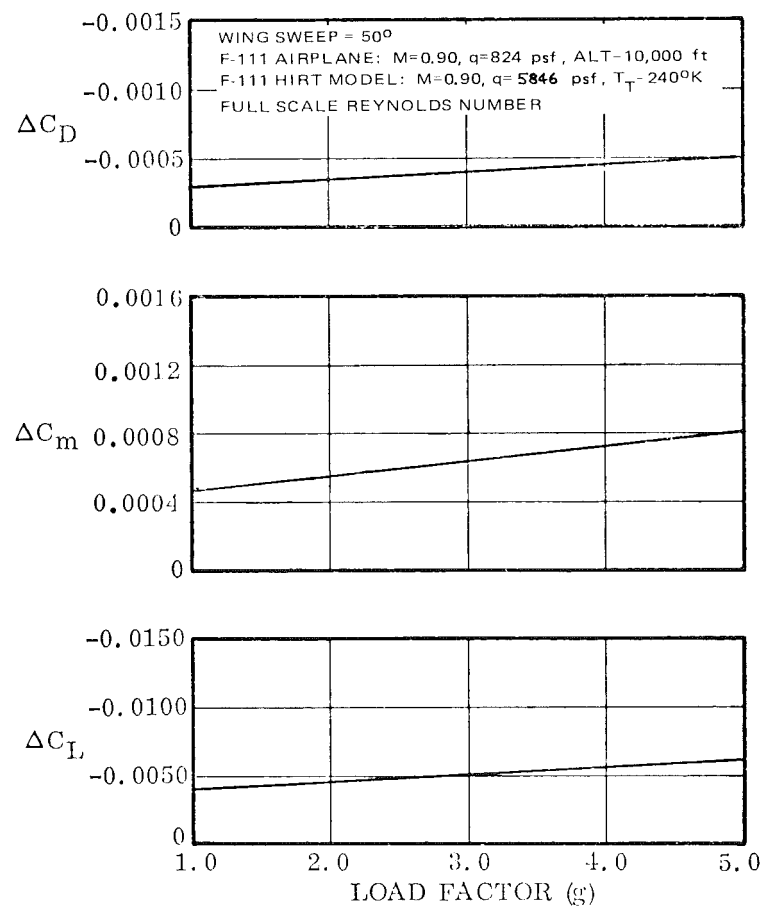 -0.0015
WING SWEEP = 50°
F-111 AIRPLANE: M=0.90, q=824 psf, ALT-10,000 ft
F-111 HIRT MODEL: M=0.90, q=5846 psf, TT-240°K
FULL SCALE REYNOLDS NUMBER
-0.0010
ΔCD
-0.0005
0
0.0016
0.0012
ΔCm 0.0008
0.0004
0
-0.0150
-0.0100
ΔCL
-0.0050
0
1.0 2.0 3.0 4.0 5.0
LOAD FACTOR (g)